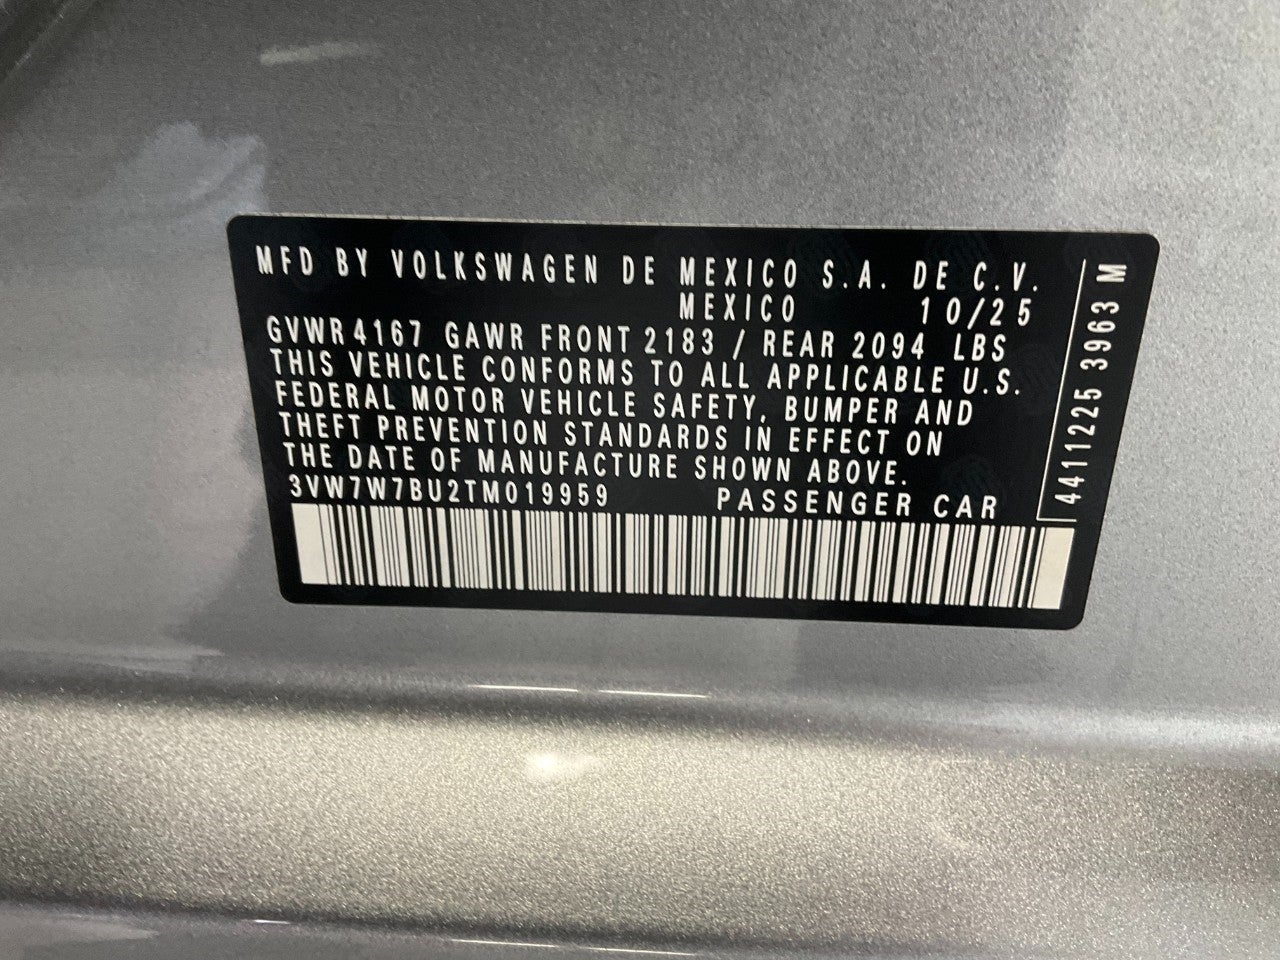 MFD BY VOLKSWAGEN DE MEXICO S.A. DE C.V.
MEXICO 10/25
GVWR 4167 GAWR FRONT 2183 / REAR 2094 LBS
THIS VEHICLE CONFORMS TO ALL APPLICABLE U.S.
FEDERAL MOTOR VEHICLE SAFETY, BUMPER AND
THEFT PREVENTION STANDARDS IN EFFECT ON
THE DATE OF MANUFACTURE SHOWN ABOVE.
3VW7W7BU2TM019959 PASSENGER CAR
4411225 3963 M